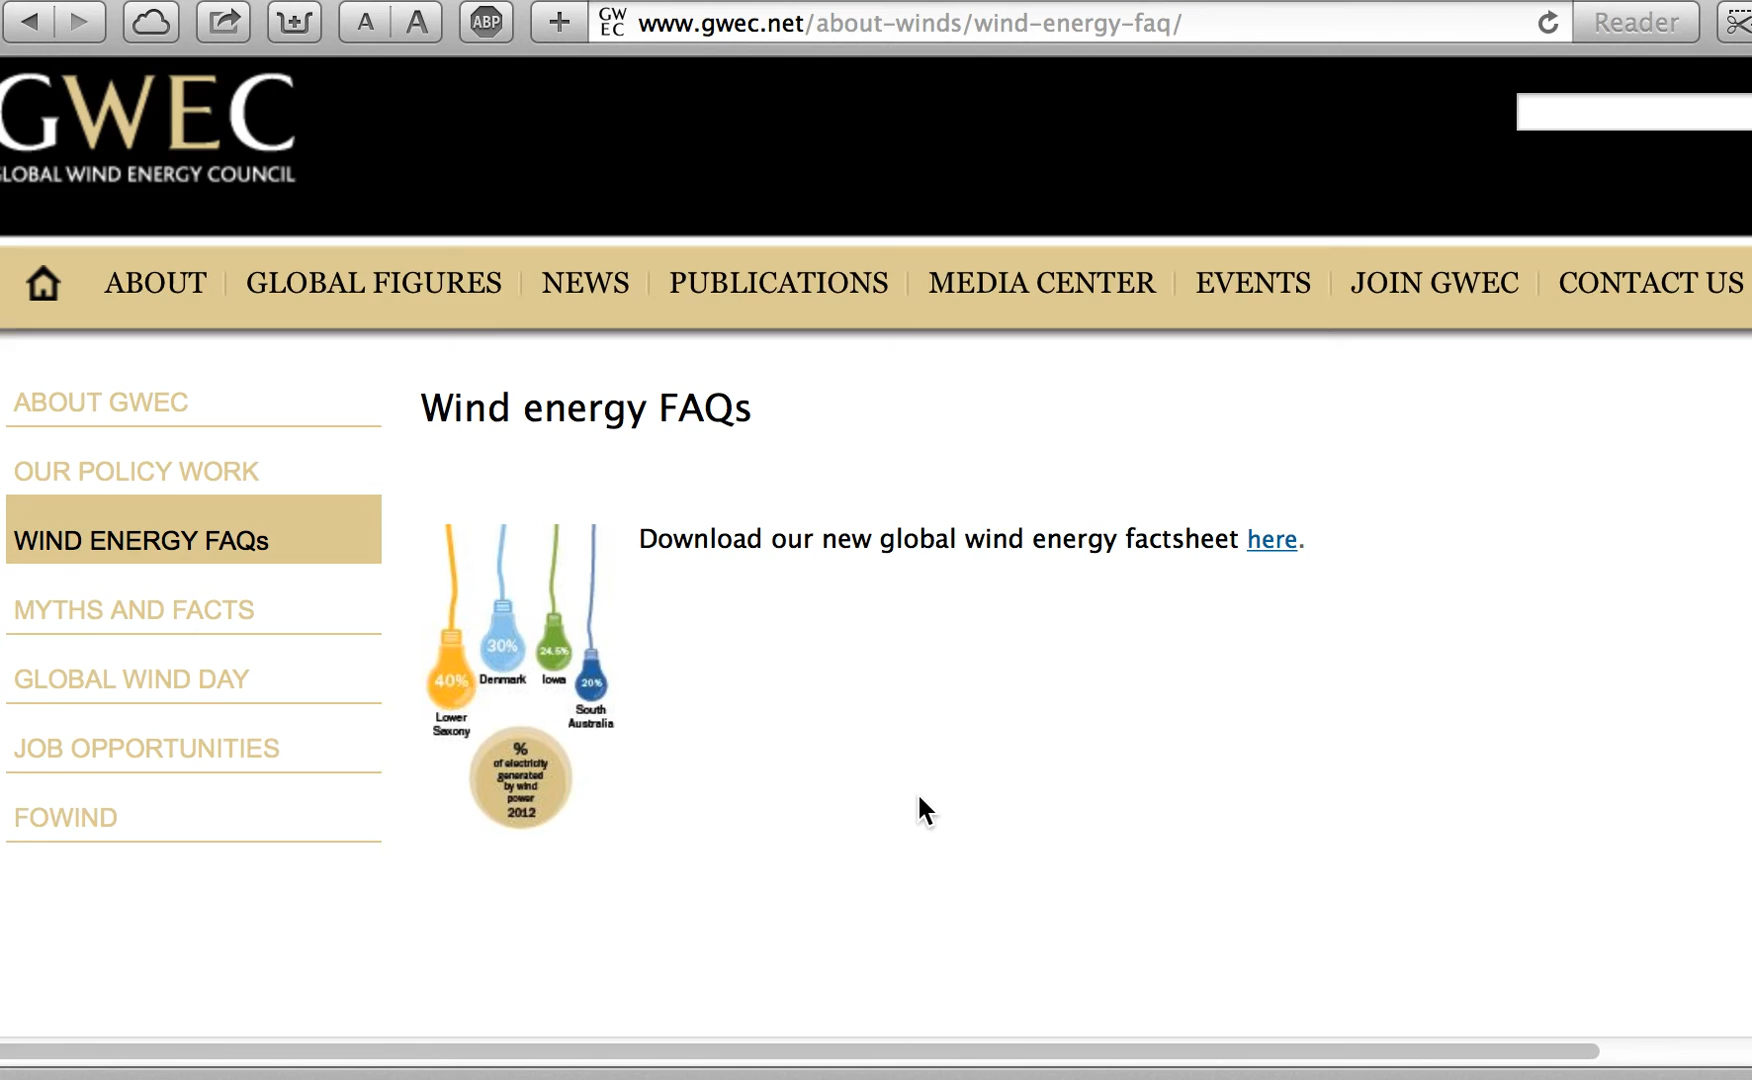 A A ABP + GW EC www.gwec.net/about-winds/wind-energy-faq/ Reader
GWEC
GLOBAL WIND ENERGY COUNCIL
ABOUT GLOBAL FIGURES NEWS PUBLICATIONS MEDIA CENTER EVENTS JOIN GWEC CONTACT US
ABOUT GWEC
OUR POLICY WORK
WIND ENERGY FAQs
MYTHS AND FACTS
GLOBAL WIND DAY
JOB OPPORTUNITIES
FOWIND
Wind energy FAQs
Download our new global wind energy factsheet here.
40%
Lower
Saxony
30%
Denmark
24.5%
Iowa
20%
South
Australia
%
of electricity
generated
by wind
power
2012